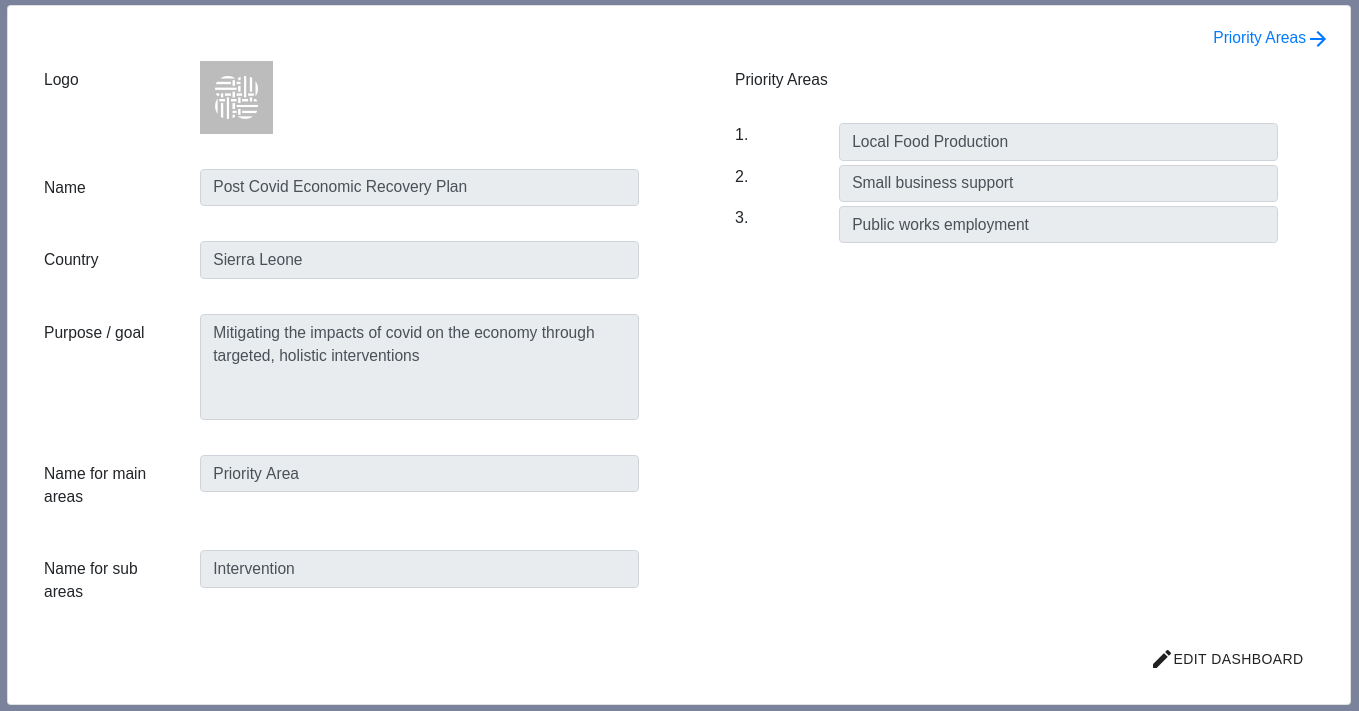 Priority Areas
Logo
Name
Post Covid Economic Recovery Plan
Country
Sierra Leone
Purpose / goal
Mitigating the impacts of covid on the economy through
targeted, holistic interventions
Name for main
areas
Priority Area
Name for sub
areas
Intervention
Priority Areas
1.
Local Food Production
2.
Small business support
3.
Public works employment
EDIT DASHBOARD